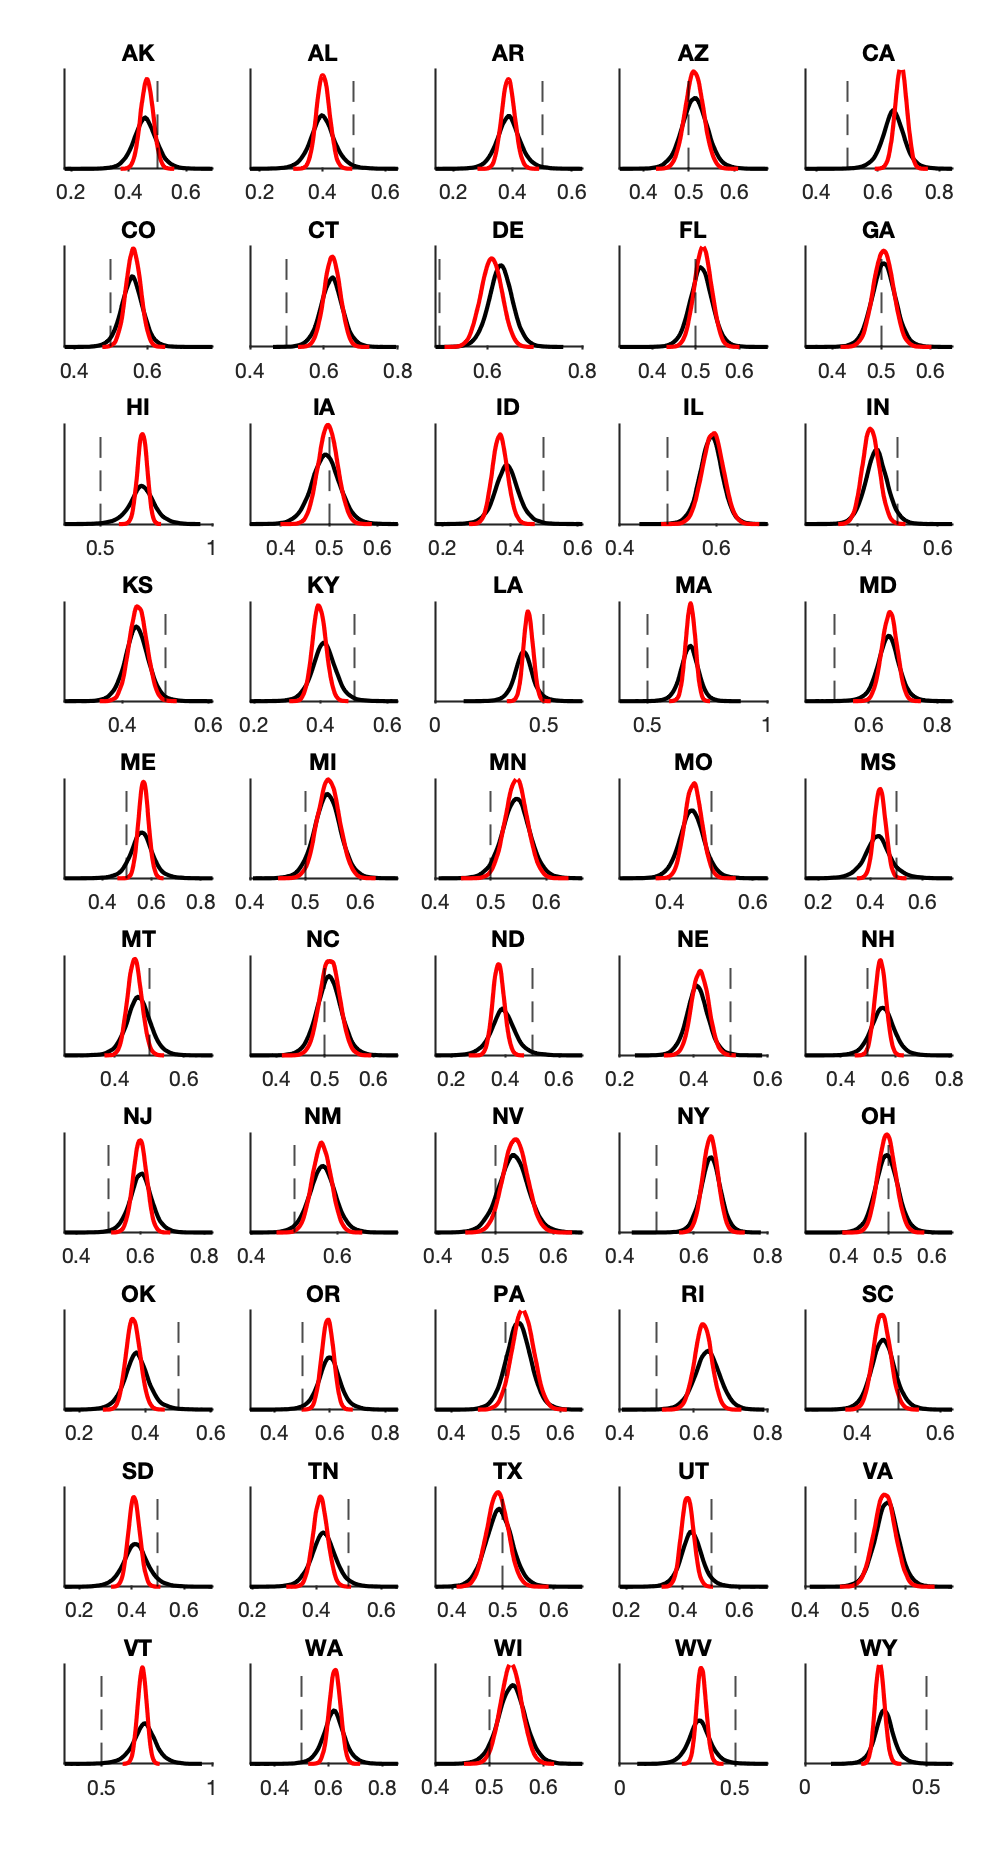 AK AL AR AZ CA
0.2 0.4 0.6 0.2 0.4 0.6 0.2 0.4 0.6 0.4 0.5 0.6 0.4 0.6 0.8
CO CT DE FL GA
0.4 0.6 0.4 0.6 0.8 0.6 0.8 0.4 0.5 0.6 0.4 0.5 0.6
HI IA ID IL IN
0.5 1 0.4 0.5 0.6 0.2 0.4 0.6 0.4 0.6 0.4 0.6
KS KY LA MA MD
0.4 0.6 0.2 0.4 0.6 0 0.5 0.5 1 0.6 0.8
ME MI MN MO MS
0.4 0.6 0.8 0.4 0.5 0.6 0.4 0.5 0.6 0.4 0.6 0.2 0.4 0.6
MT NC ND NE NH
0.4 0.6 0.4 0.5 0.6 0.2 0.4 0.6 0.2 0.4 0.6 0.4 0.6 0.8
NJ NM NV NY OH
0.4 0.6 0.8 0.4 0.6 0.4 0.5 0.6 0.4 0.6 0.8 0.4 0.5 0.6
OK OR PA RI SC
0.2 0.4 0.6 0.4 0.6 0.8 0.4 0.5 0.6 0.4 0.6 0.8 0.4 0.6
SD TN TX UT VA
0.2 0.4 0.6 0.2 0.4 0.6 0.4 0.5 0.6 0.2 0.4 0.6 0.4 0.5 0.6
VT WA WI WV WY
0.5 1 0.4 0.6 0.8 0.4 0.5 0.6 0 0.5 0 0.5